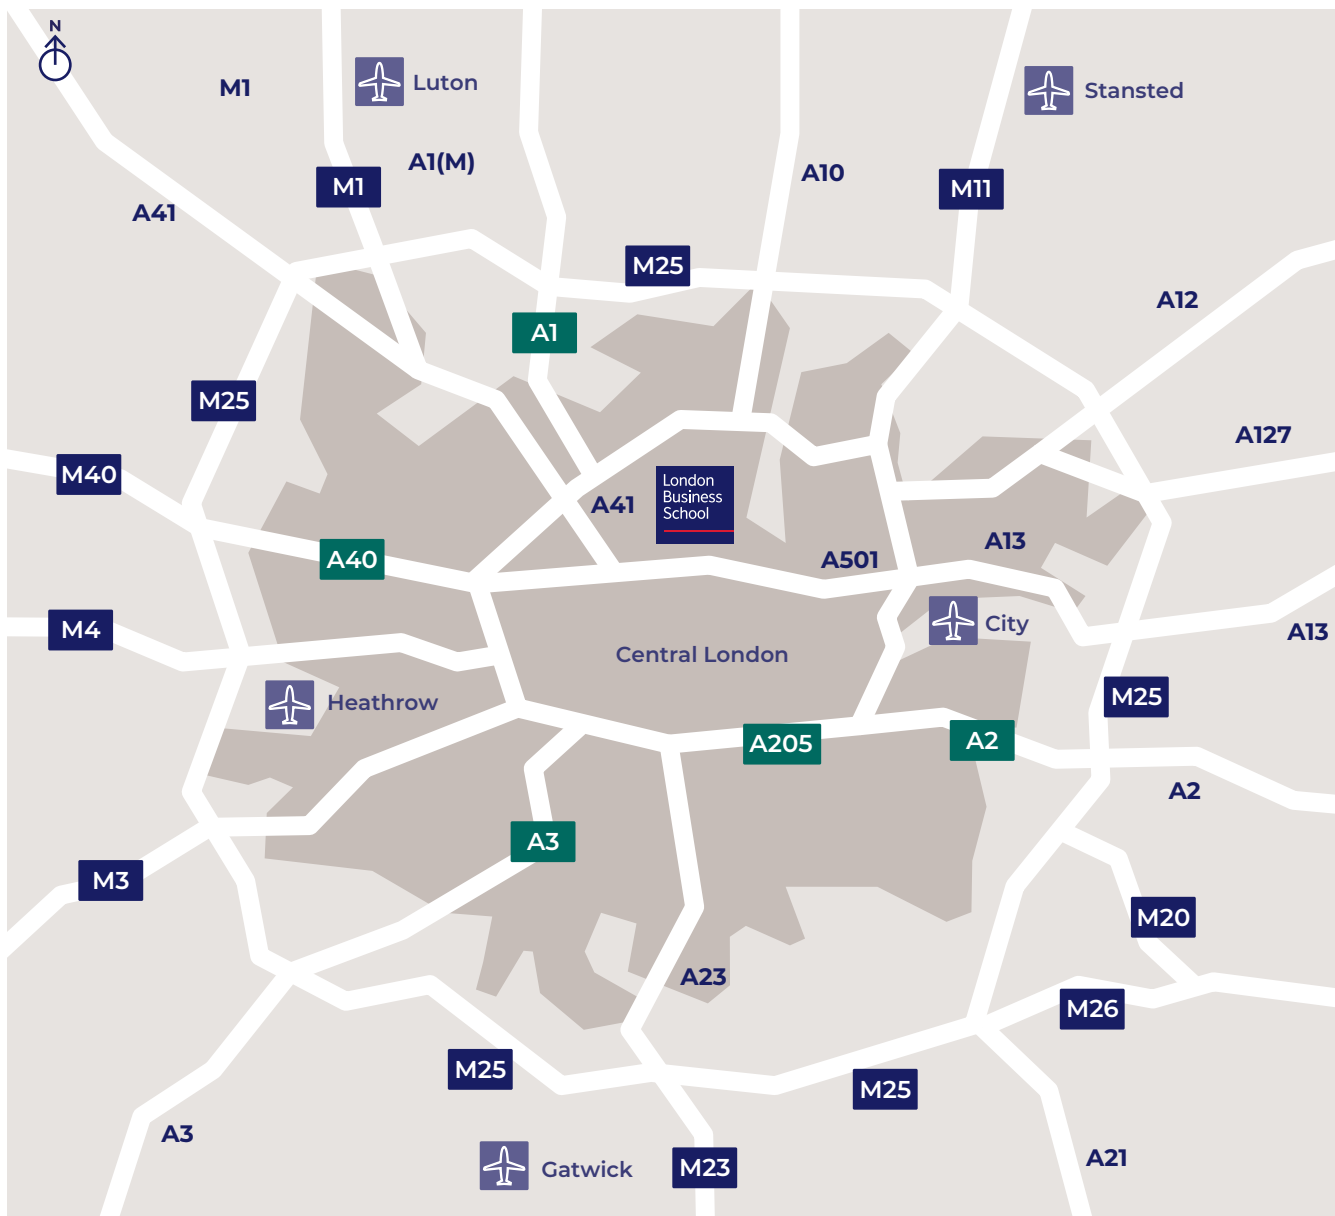 N
M1
Luton
Stansted
A1(M)
A10
M1
M11
A41
M25
A12
A1
M25
A127
M40
London
Business
School
A41
A13
A501
A40
M4
City
A13
Central London
Heathrow
M25
A205
A2
A2
A3
M3
M20
A23
M26
M25
M25
A3
A21
Gatwick
M23